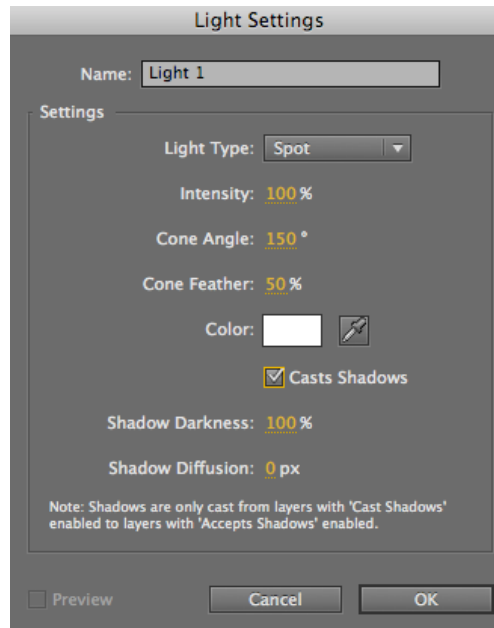 Light Settings
Name: Light 1
Settings
Light Type: Spot
Intensity: 100 %
Cone Angle: 150 °
Cone Feather: 50 %
Color:
Casts Shadows
Shadow Darkness: 100 %
Shadow Diffusion: 0 px
Note: Shadows are only cast from layers with 'Cast Shadows'
enabled to layers with 'Accepts Shadows' enabled.
Preview Cancel OK